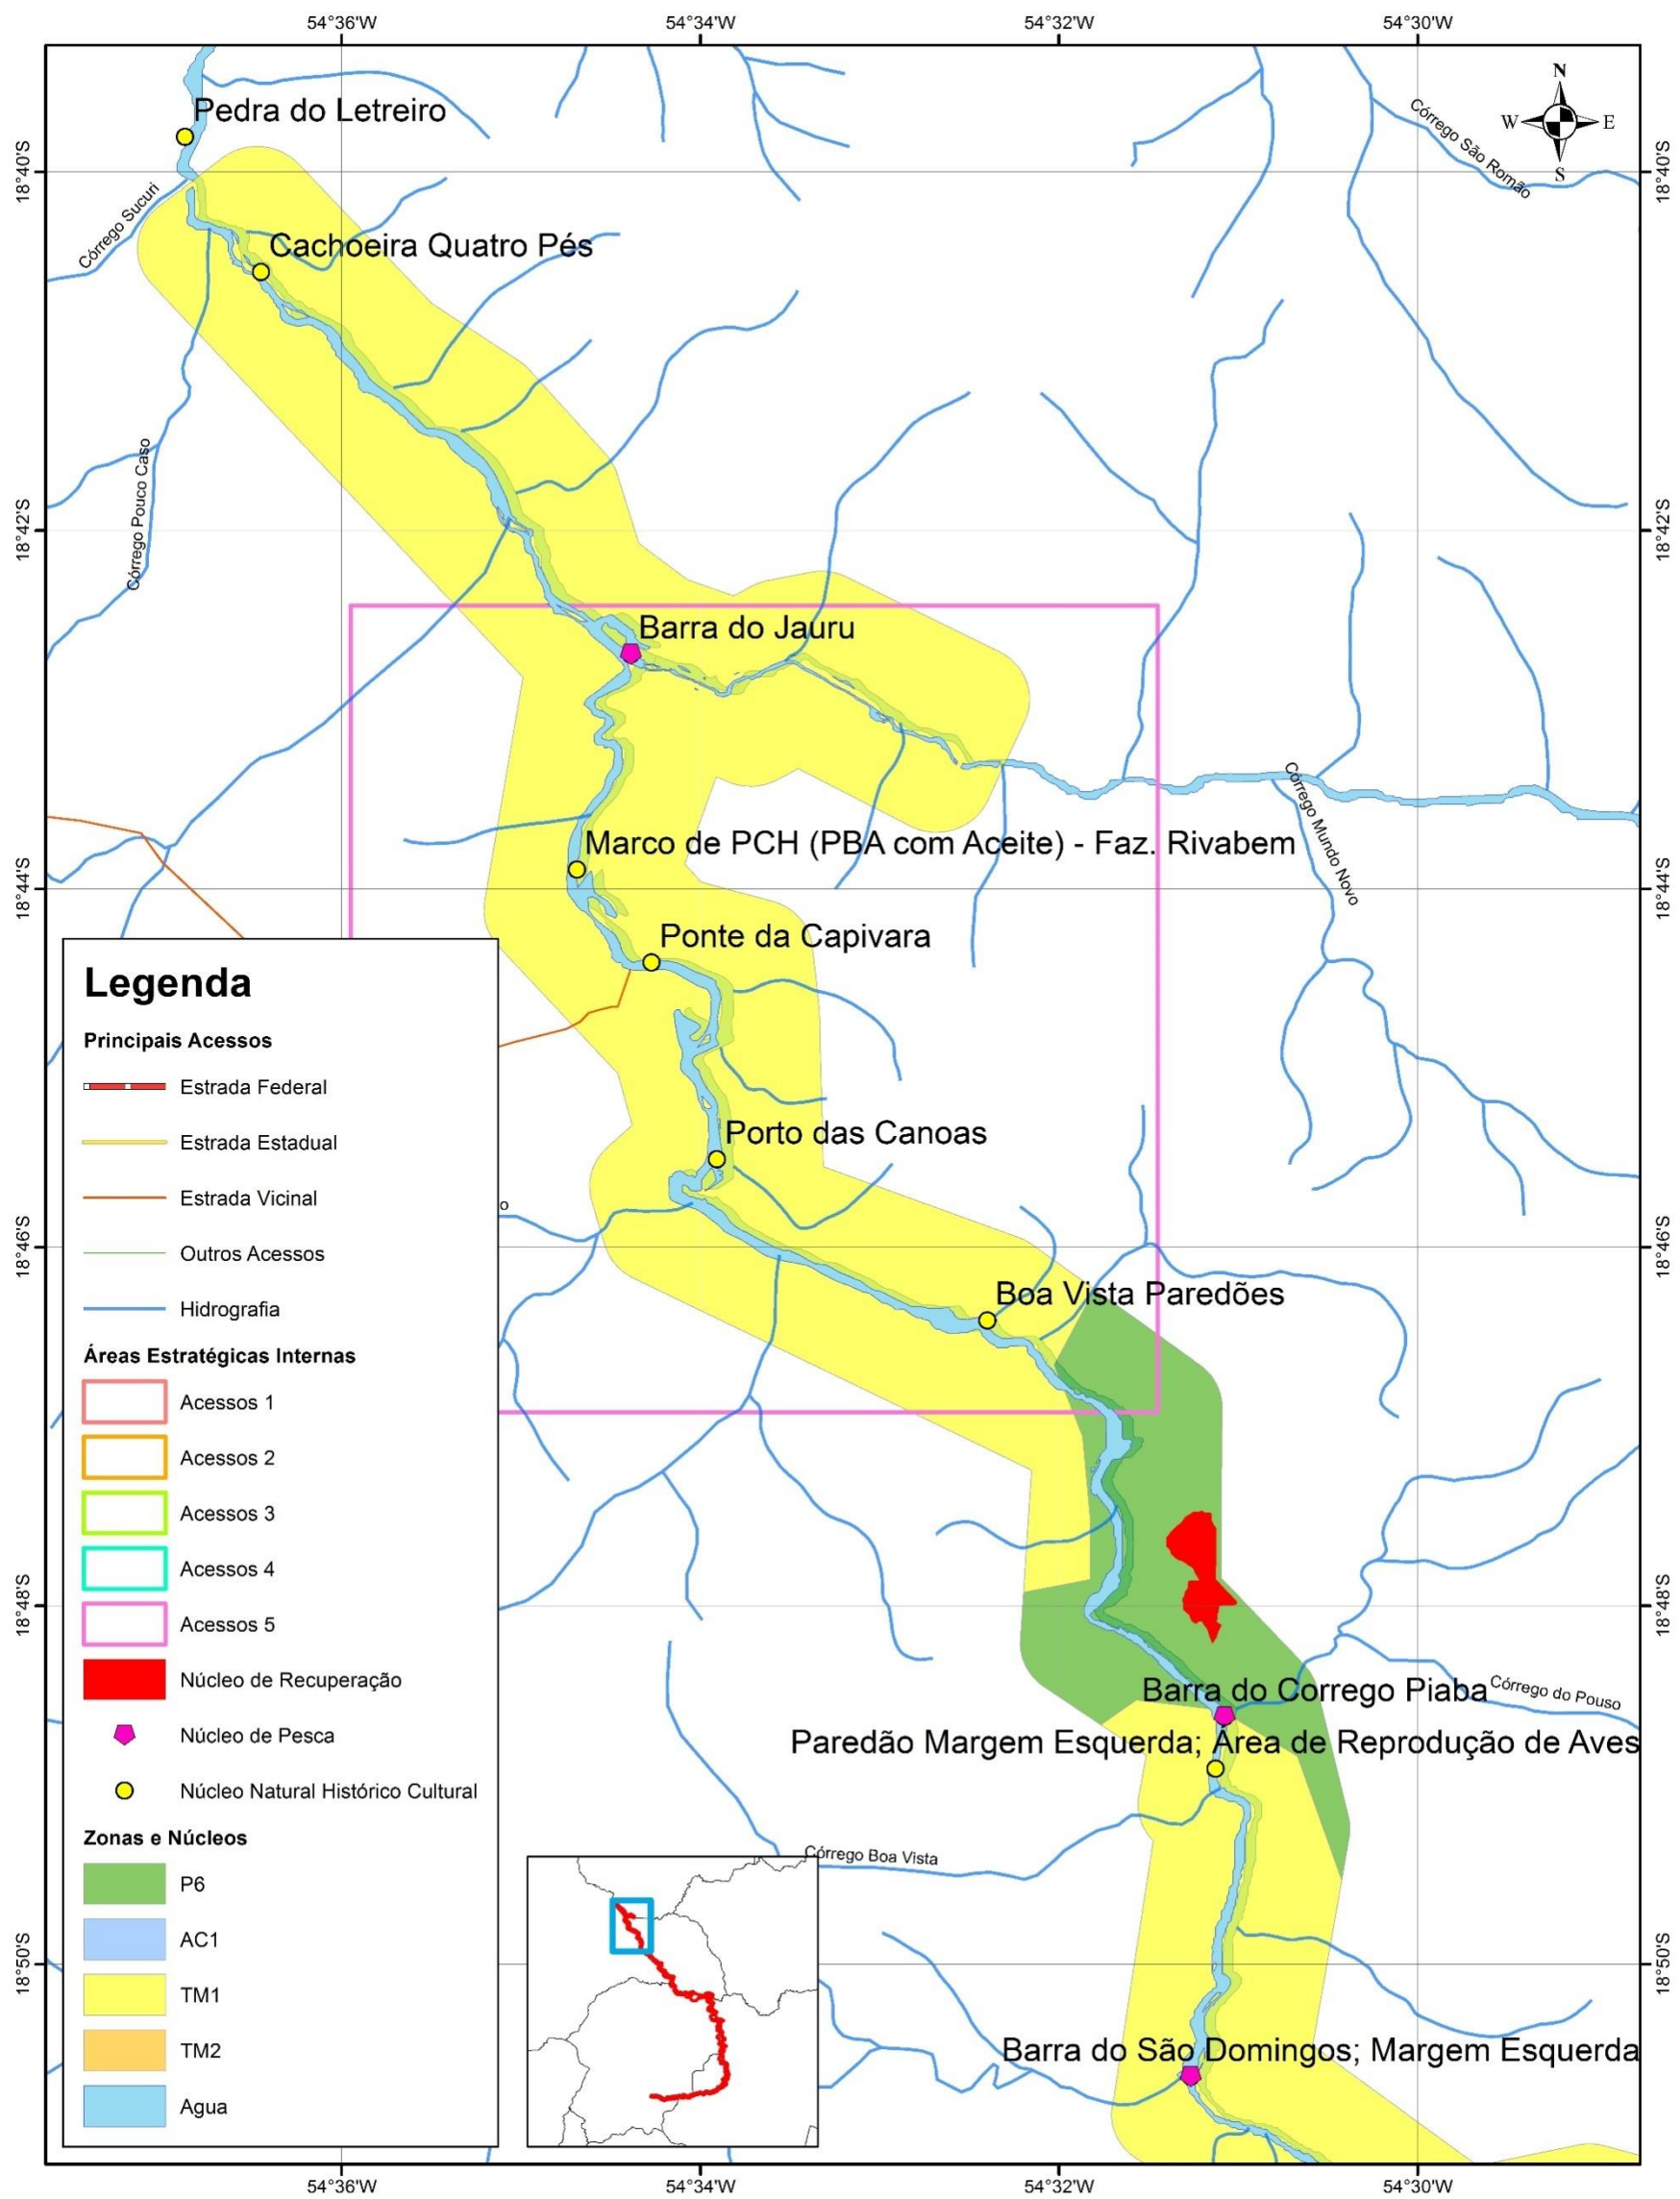 54°36'W
54°34'W
54°32'W
54°30'W
N
W
E
S
18°40'S
18°40'S
Pedra do Letreiro
Córrego São Romão
Córrego Sucuri
Cachoeira Quatro Pés
Córrego Pouco Caso
18°42'S
18°42'S
Barra do Jauru
Córrego Mundo Novo
Marco de PCH (PBA com Aceite) - Faz. Rivabem
18°44'S
18°44'S
Ponte da Capivara
Porto das Canoas
o
18°46'S
18°46'S
Boa Vista Paredões
18°48'S
18°48'S
Barra do Corrego Piaba
Córrego do Pouso
Paredão Margem Esquerda; Área de Reprodução de Aves
Córrego Boa Vista
18°50'S
18°50'S
Barra do São Domingos; Margem Esquerda
Legenda
Principais Acessos
Estrada Federal
Estrada Estadual
Estrada Vicinal
Outros Acessos
Hidrografia
Áreas Estratégicas Internas
Acessos 1
Acessos 2
Acessos 3
Acessos 4
Acessos 5
Núcleo de Recuperação
Núcleo de Pesca
Núcleo Natural Histórico Cultural
Zonas e Núcleos
P6
AC1
TM1
TM2
Agua
54°36'W
54°34'W
54°32'W
54°30'W